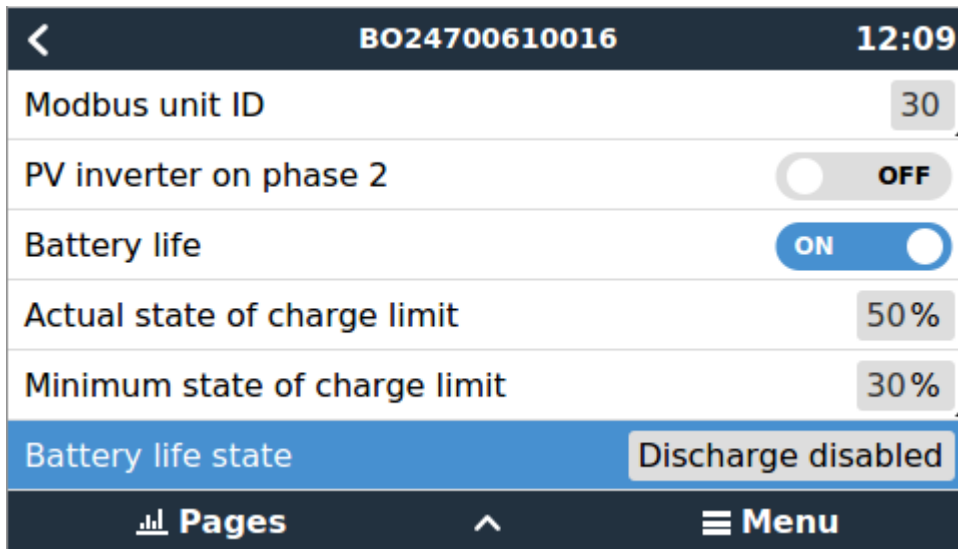 BO24700610016 12:09
Modbus unit ID 30
PV inverter on phase 2 OFF
Battery life ON
Actual state of charge limit 50%
Minimum state of charge limit 30%
Battery life state Discharge disabled
Pages Menu